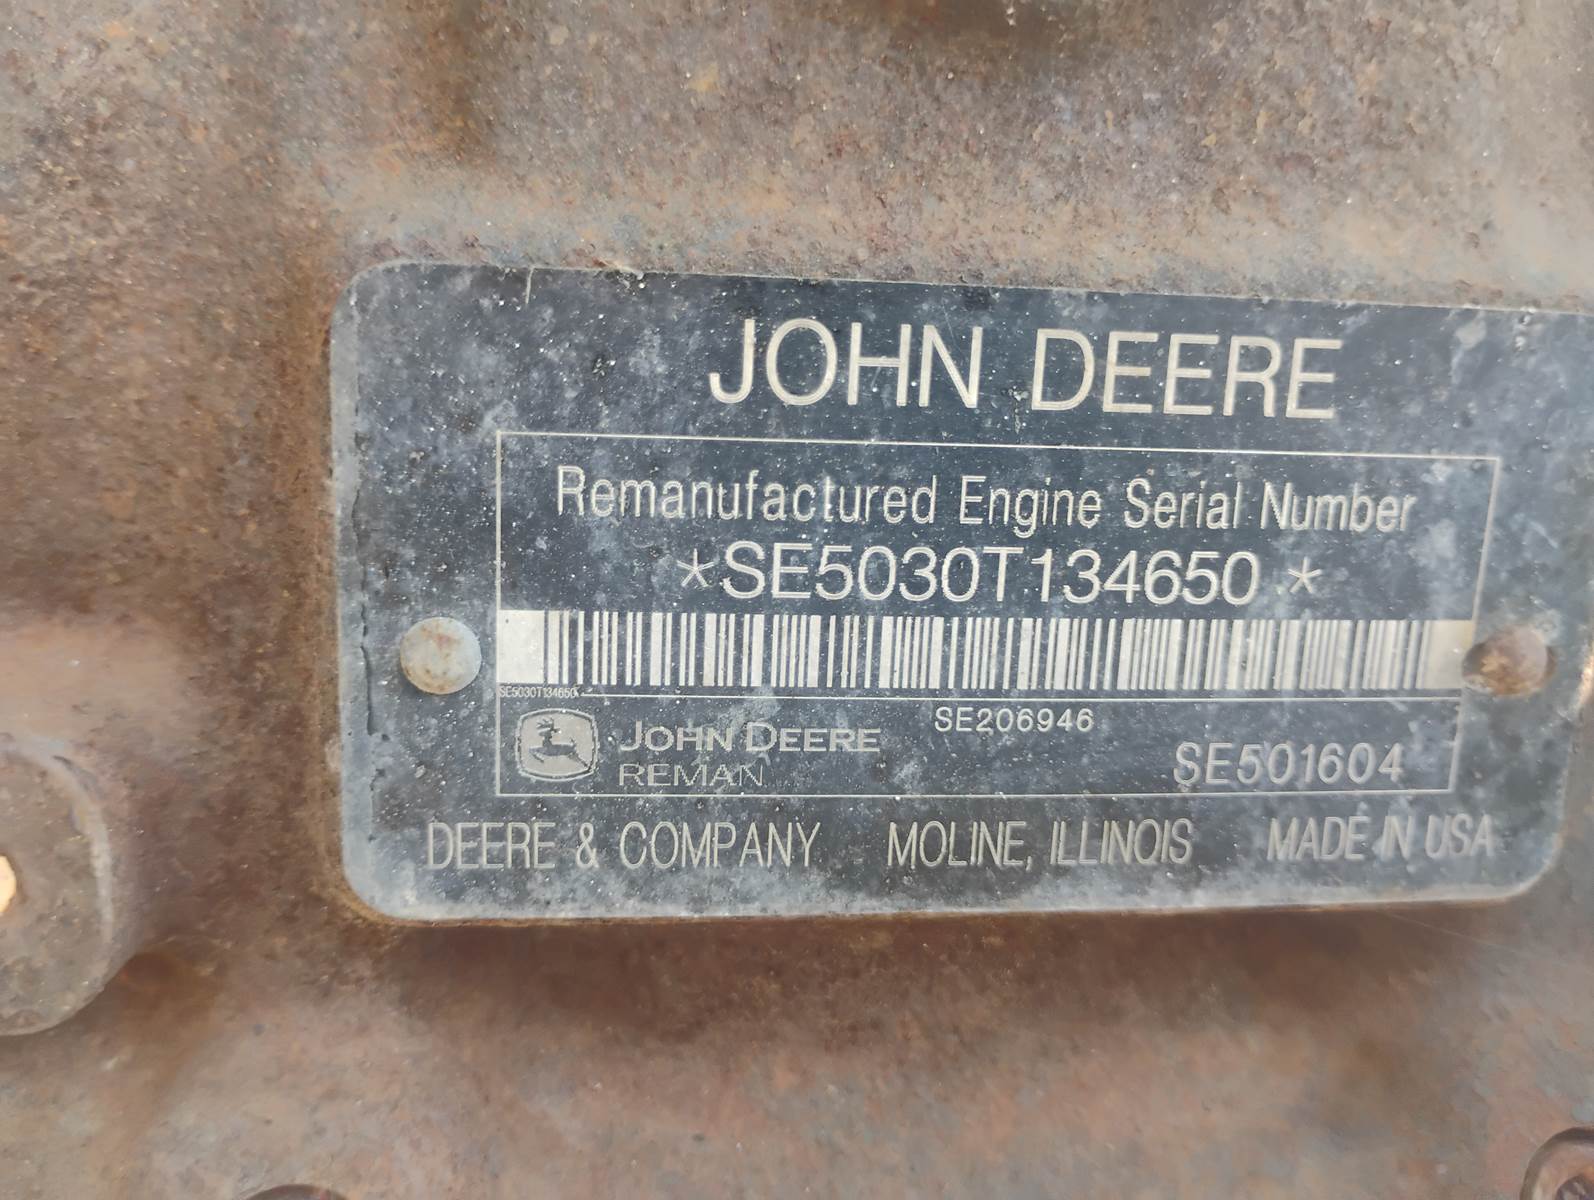 JOHN DEERE
Remanufactured Engine Serial Number
*SE5030T134650*
SE5030T134650
SE206946
JOHN DEERE
REMAN
SE501604
DEERE & COMPANY MOLINE, ILLINOIS MADE IN USA